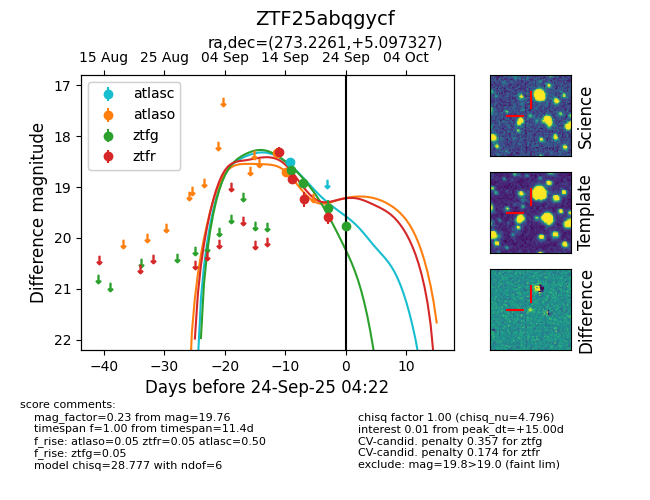 ZTF25abqgycf
ra,dec=(273.2261,+5.097327)
15 Aug 25 Aug 04 Sep 14 Sep 24 Sep 04 Oct
17
18
19
20
21
22
Difference magnitude
atlasc
atlaso
ztfg
ztfr
−40 −30 −20 −10 0 10
Days before 24-Sep-25 04:22
Science
Template
Difference
score comments:
mag_factor=0.23 from mag=19.76
timespan f=1.00 from timespan=11.4d
f_rise: atlaso=0.05 ztfr=0.05 atlasc=0.50
f_rise: ztfg=0.05
model chisq=28.777 with ndof=6
chisq factor 1.00 (chisq_nu=4.796)
interest 0.01 from peak_dt=+15.00d
CV-candid. penalty 0.357 for ztfg
CV-candid. penalty 0.174 for ztfr
exclude: mag=19.8>19.0 (faint lim)